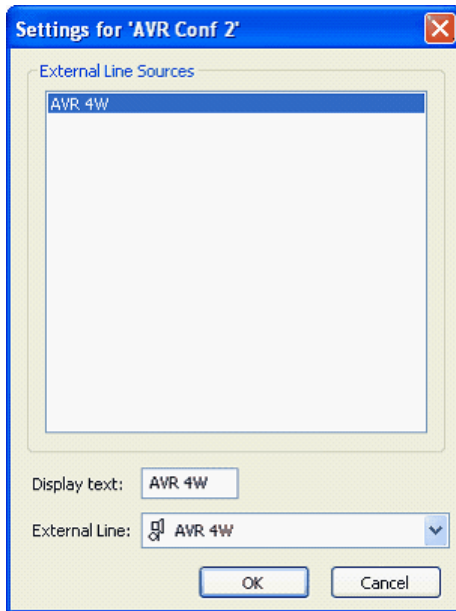 Settings for 'AVR Conf 2'
External Line Sources
AVR 4W
Display text: AVR 4W
External Line: AVR 4W
OK Cancel